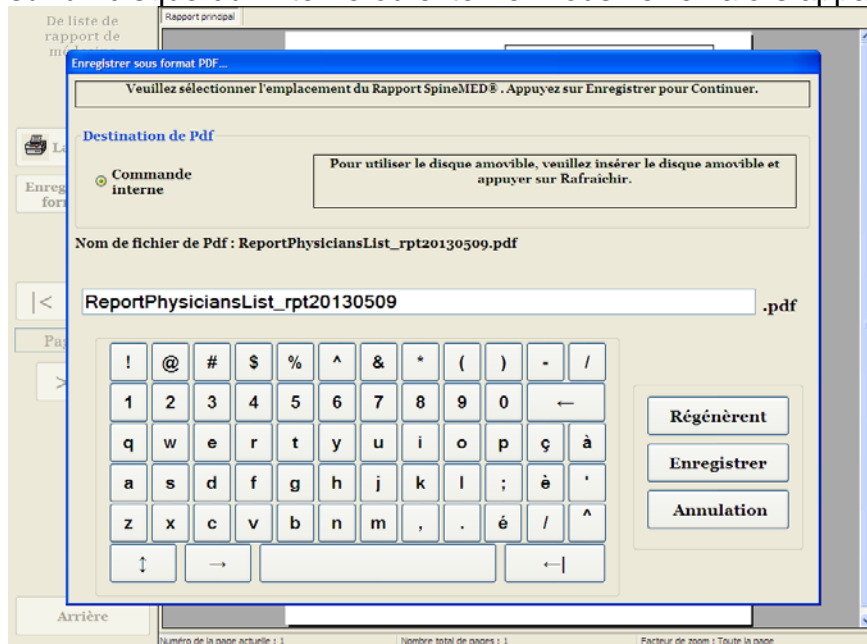 De liste de
rapport de
Rapport principal
Enregistrer sous format PDF...
Veuillez sélectionner l'emplacement du Rapport SpineMED®. Appuyez sur Enregistrer pour Continuer.
Destination de Pdf
Commande
interne
Pour utiliser le disque amovible, veuillez insérer le disque amovible et
appuyer sur Rafraîchir.
Nom de fichier de Pdf : ReportPhysiciansList_rpt20130509.pdf
ReportPhysiciansList_rpt20130509
.pdf
! @ # $ % ^ & * ( ) - /
1 2 3 4 5 6 7 8 9 0 ←
q w e r t y u i o p ç à
a s d f g h j k l ; è '
z x c v b n m , . é / ^
↕ → ←|
Régénèrent
Enregistrer
Annulation
|<
>
Arrière
Numéro de la page actuelle : 1
Nombre total de pages : 1
Facteur de zoom : Toute la page